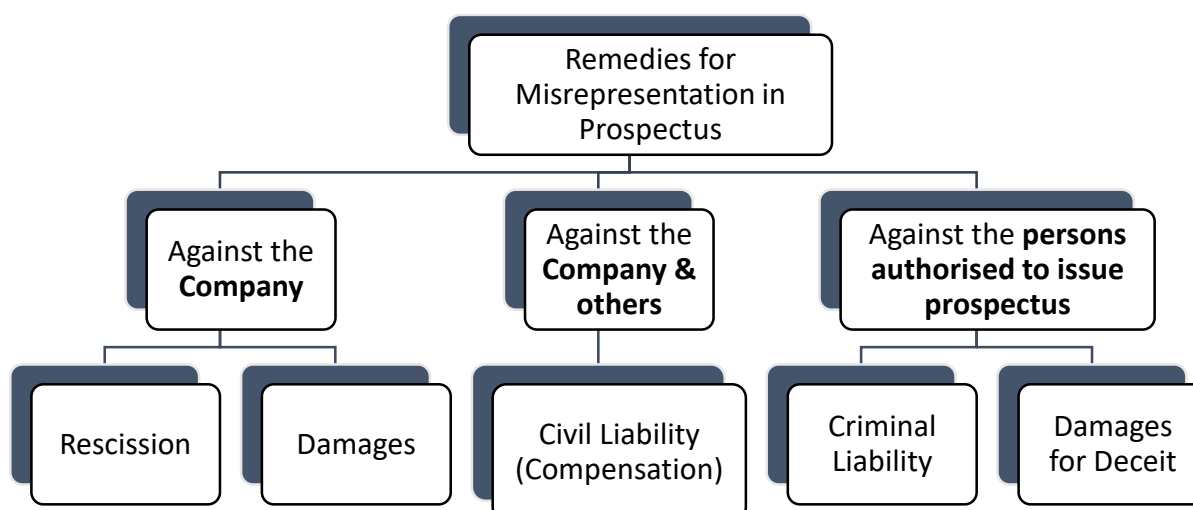 Remedies for
Misrepresentation in
Prospectus
Against the
Company
Against the
Company &
others
Against the persons
authorised to issue
prospectus
Rescission
Damages
Civil Liability
(Compensation)
Criminal
Liability
Damages
for Deceit